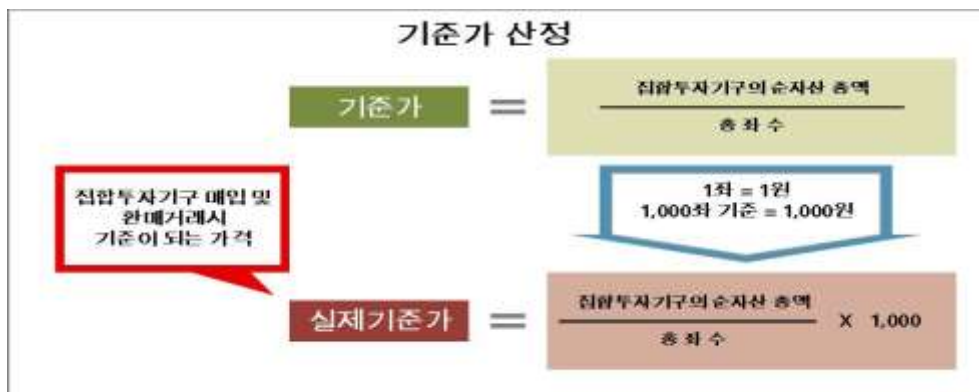 기준가 산정
기준가
=
집합투자기구의 순자산 총액
총 좌 수
집합투자기구 매입 및
환매거래시
기준이 되는 가격
1좌 = 1원
1,000좌 기준 = 1,000원
실제기준가
=
집합투자기구의 순자산 총액
총 좌 수
X 1,000